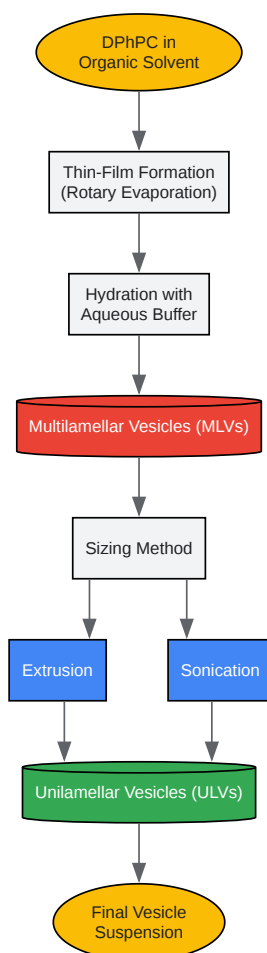 DPhPC in
Organic Solvent
Thin-Film Formation
(Rotary Evaporation)
Hydration with
Aqueous Buffer
Multilamellar Vesicles (MLVs)
Sizing Method
Extrusion
Sonication
Unilamellar Vesicles (ULVs)
Final Vesicle
Suspension